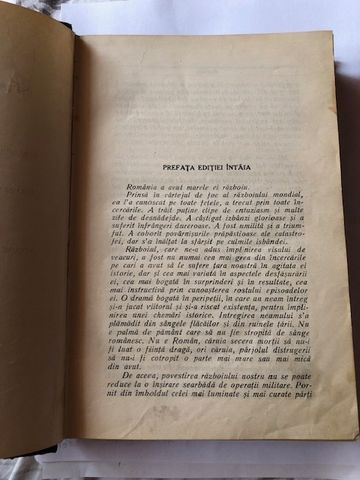 PREFAȚA EDIȚIEI ÎNTÂIA
România a avut marele ei războiu.
Prinsă în vârtejul de foc al războiului mondial,
ea l'a cunoscut pe toate fețele, a trecut prin toate în-
cercările. A trăit puține clipe de entuziasm și multe
zile de desnădejde. A câștigat izbânzi glorioase și a
suferit înfrângeri dureroase. A fost umilită și a trium-
fat. A coborît povârnișurile prăpăstioase ale catastro-
fei, dar s'a înălțat la sfârșit pe culmile isbândei.
Războiul, care ne-a adus împlinirea visului de
veacuri, a fost nu numai cea mai grea din încercările
pe cari a avut să le sufere țara noastră în agitata ei
istorie, dar și cea mai variată în aspectele desfășurării
ei, cea mai bogată în surprinderi și în rezultate, cea
mai instructivă prin cunoașterea rostului episoadelor
ei. O dramă bogată în peripeții, în care un neam întreg
și-a jucat viitorul și și-a riscat existența, pentru împli-
nirea unei chemări istorice. Întregirea neamului s'a
plămădit din sângele flăcăilor și din ruinele țării. Nu
e palmă de pământ care să nu fie stropită de sânge
românesc. Nu e Român, căruia secera morții să nu-i
fi luat o ființă dragă, ori căruia, pârjolul distrugerii
să nu-i fi cotropit o parte mai mare sau mai mică
din avut.
De aceea, povestirea războiului nostru nu se poate
reduce la o înșirare searbădă de operații militare. Por-
nit din imboldul celei mai luminate și mai curate părți